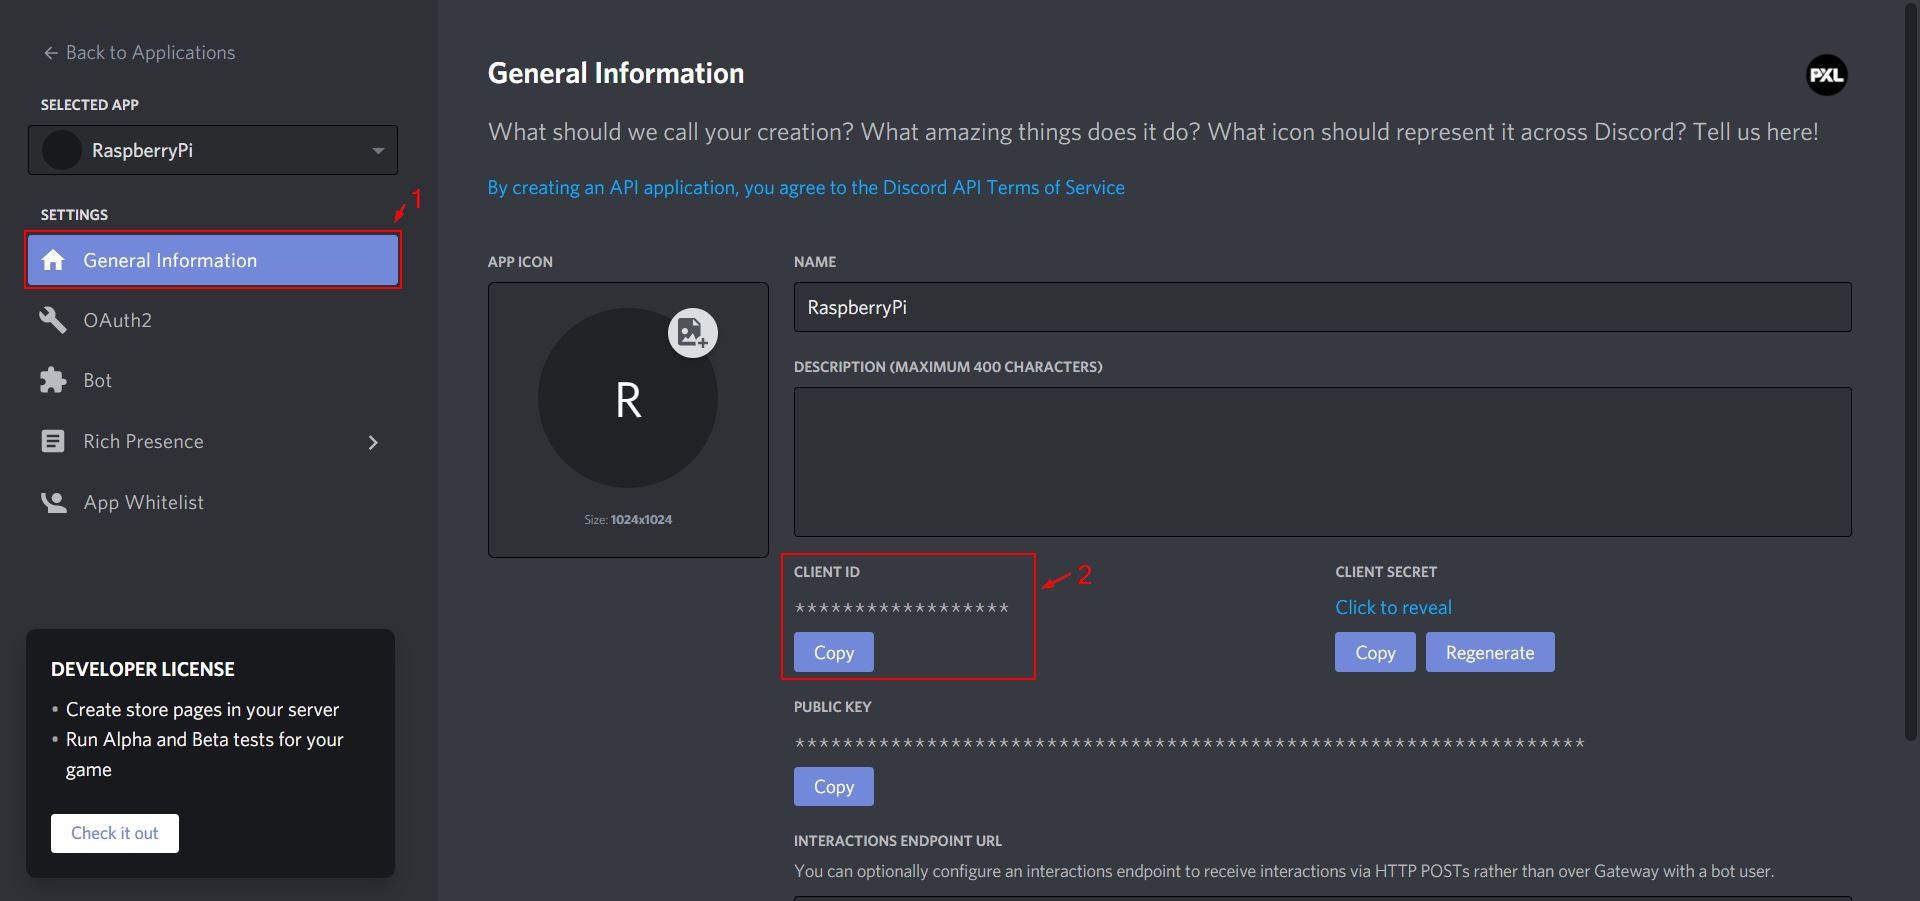 ← Back to Applications
SELECTED APP
RaspberryPi
SETTINGS
1
General Information
OAuth2
Bot
Rich Presence
App Whitelist
DEVELOPER LICENSE
• Create store pages in your server
• Run Alpha and Beta tests for your
game
Check it out
General Information
PXL
What should we call your creation? What amazing things does it do? What icon should represent it across Discord? Tell us here!
By creating an API application, you agree to the Discord API Terms of Service
APP ICON
R
Size: 1024x1024
NAME
RaspberryPi
DESCRIPTION (MAXIMUM 400 CHARACTERS)
CLIENT ID
******************
Copy
2
CLIENT SECRET
Click to reveal
Copy Regenerate
PUBLIC KEY
******************************************************************
Copy
INTERACTIONS ENDPOINT URL
You can optionally configure an interactions endpoint to receive interactions via HTTP POSTs rather than over Gateway with a bot user.